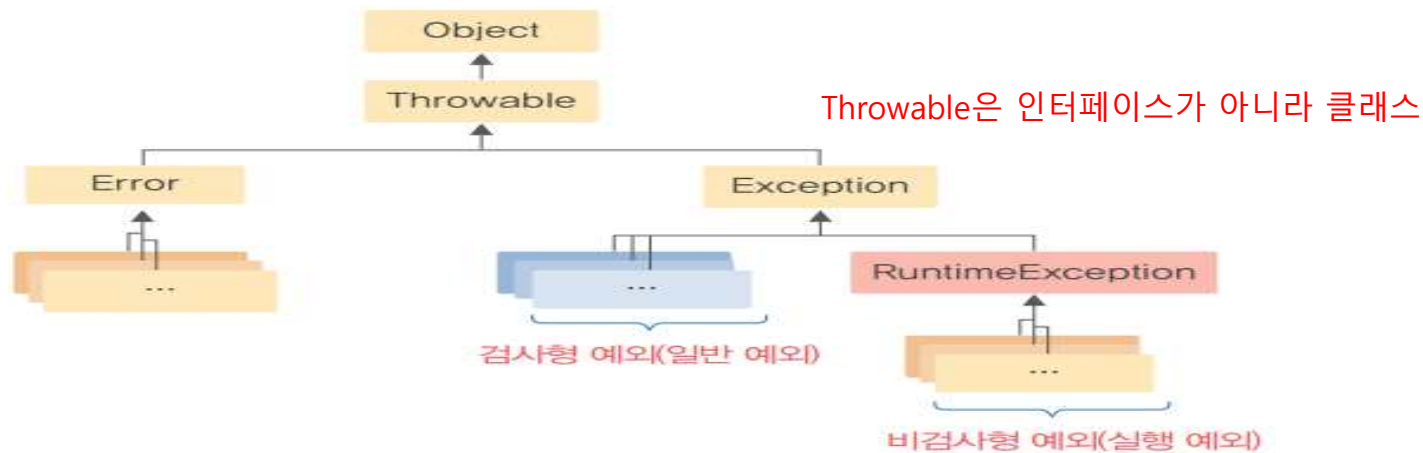 Object
Throwable
Throwable은 인터페이스가 아니라 클래스
Error
Exception
...
...
RuntimeException
검사형 예외(일반 예외)
...
비검사형 예외(실행 예외)